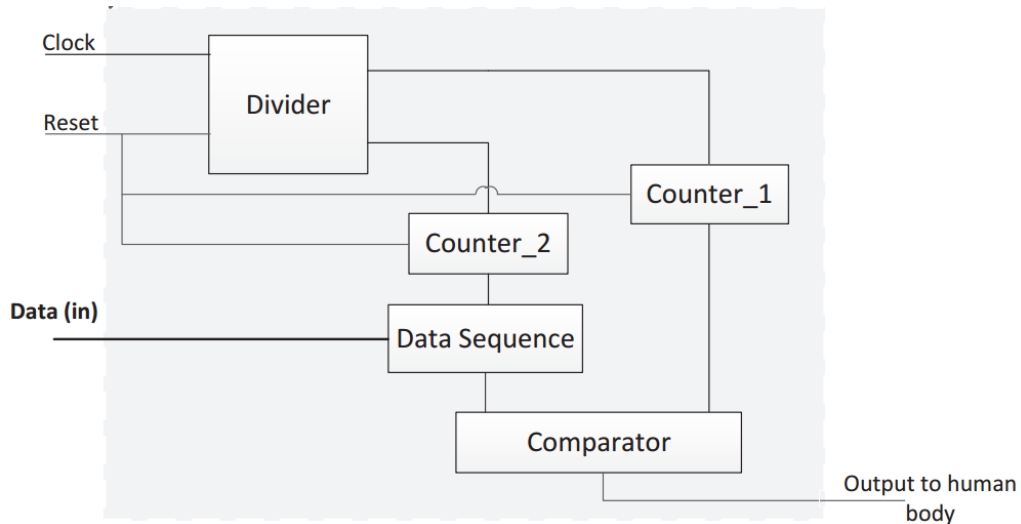 Clock
Divider
Reset
Counter_1
Counter_2
Data (in)
Data Sequence
Comparator
Output to human
body